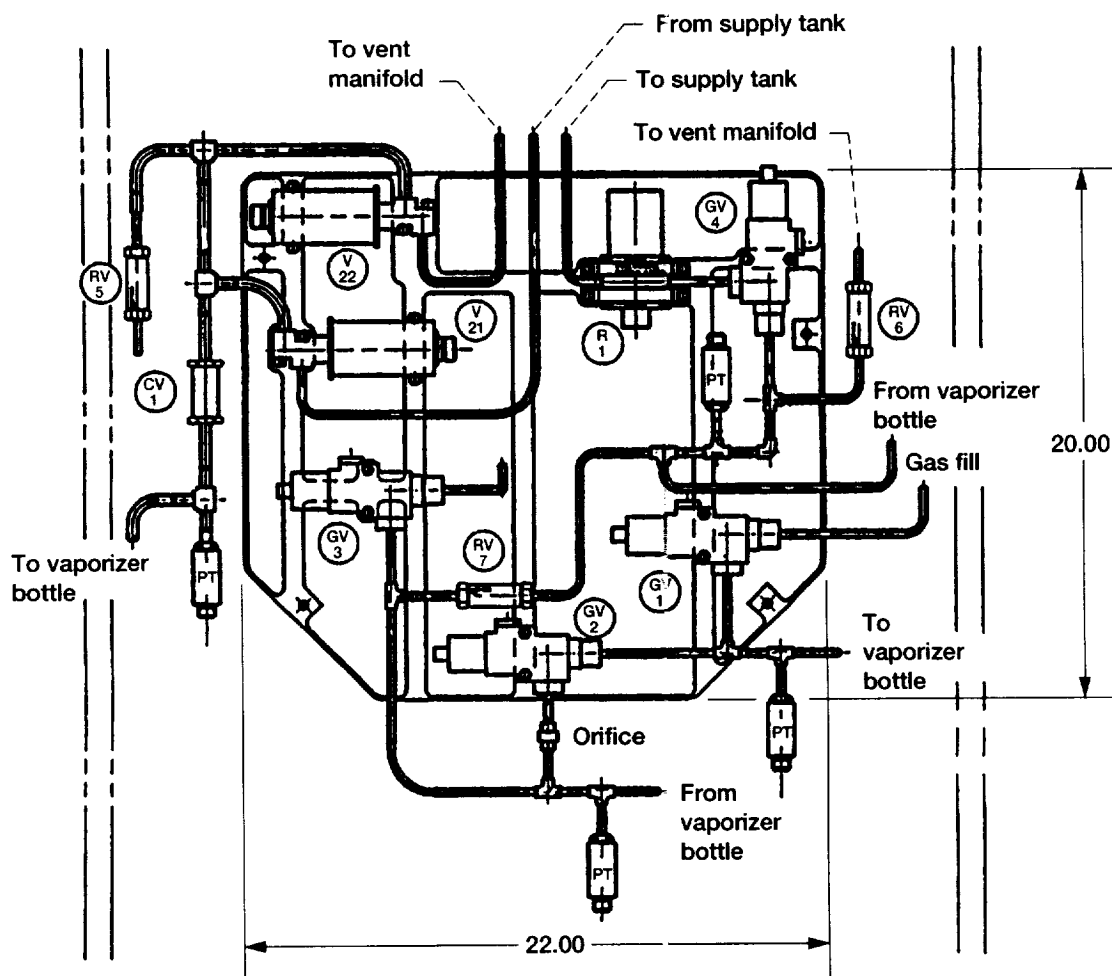 From supply tank
To vent
manifold
To supply tank
To vent manifold
GV
4
RV
5
V
22
V
21
R
1
RV
6
CV
1
PT
From vaporizer
bottle
20.00
Gas fill
GV
3
RV
7
To vaporizer
bottle
PT
GV
1
GV
2
To
vaporizer
bottle
Orifice
PT
From
vaporizer
bottle
PT
22.00